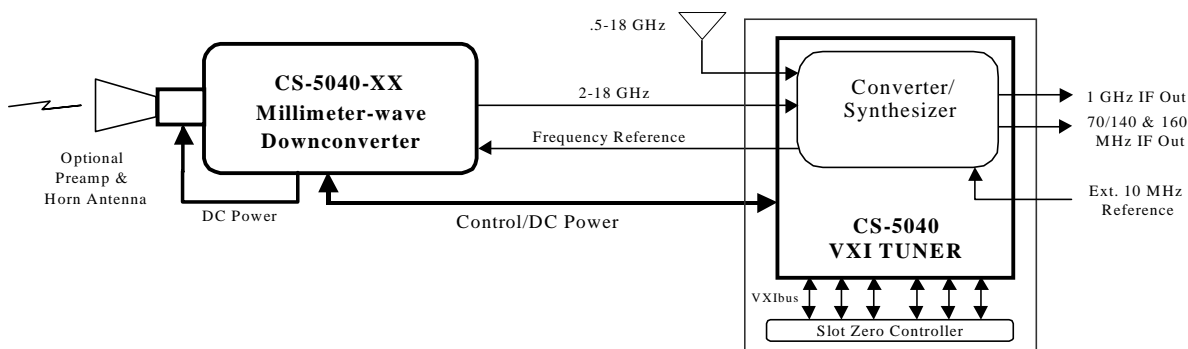 .5-18 GHz
CS-5040-XX
Millimeter-wave
Downconverter
Optional
Preamp &
Horn Antenna
DC Power
2-18 GHz
Frequency Reference
Control/DC Power
Converter/
Synthesizer
1 GHz IF Out
70/140 & 160
MHz IF Out
Ext. 10 MHz
Reference
CS-5040
VXI TUNER
VXIbus
Slot Zero Controller